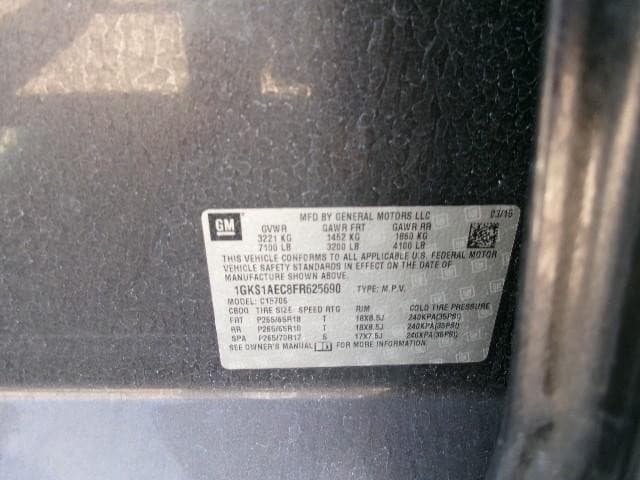 GM
MFD BY GENERAL MOTORS LLC 03/15
GVWR GAWR FRT GAWR RR
3221 KG 1452 KG 1860 KG
7100 LB 3200 LB 4100 LB
THIS VEHICLE CONFORMS TO ALL APPLICABLE U.S. FEDERAL MOTOR
VEHICLE SAFETY STANDARDS IN EFFECT ON THE DATE OF
MANUFACTURE SHOWN ABOVE.
1GKS1AEC8FR625690 TYPE: M.P.V.
MODEL: C15706
TIRE SIZE SPEED RTG RIM COLD TIRE PRESSURE
FRT P265/65R18 T 18X8.5J 240KPA(35PSI)
RR P265/65R18 T 18X8.5J 240KPA(35PSI)
SPA P265/70R17 S 17X7.5J 240KPA(35PSI)
SEE OWNER'S MANUAL FOR MORE INFORMATION.